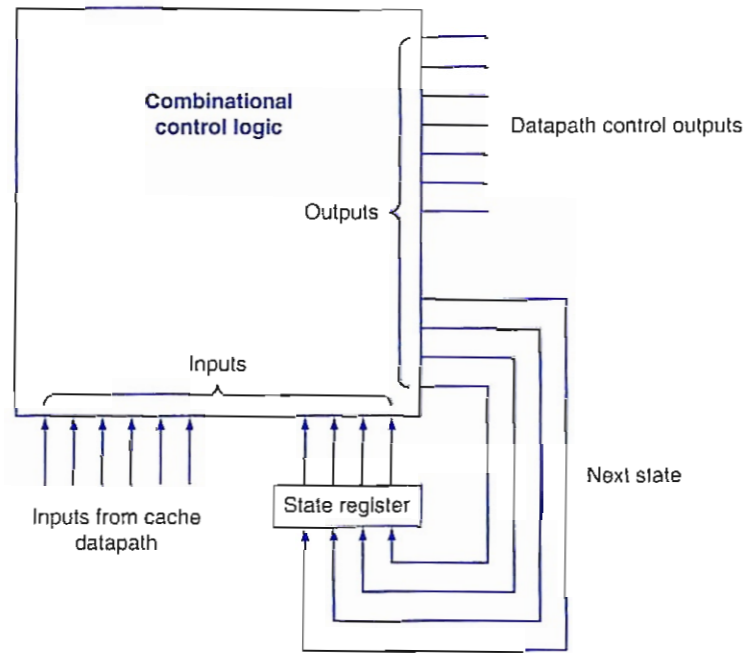 Combinational
control logic
Datapath control outputs
Outputs
Inputs
Inputs from cache
datapath
State register
Next state